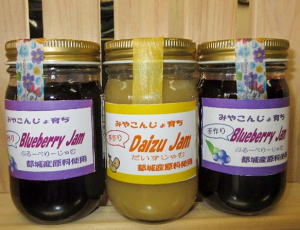 みやこんじょ育ち
手作り
Blueberry Jam
ぶるーべりーじゃむ
都城産原料使用
みやこんじょ育ち
手作り
Daizu Jam
だいずじゃむ
都城産原料使用
みやこんじょ育ち
手作り
Blueberry Jam
ぶるーべりーじゃむ
都城産原料使用